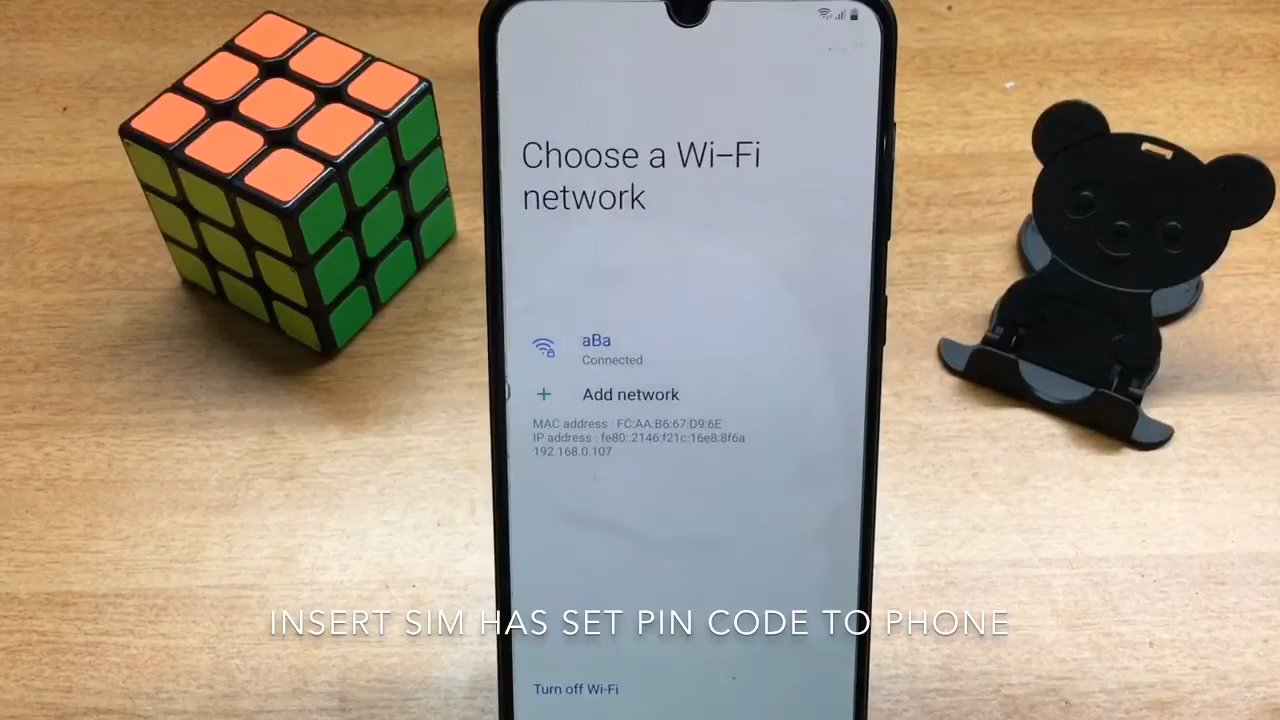 Choose a Wi-Fi
network
aBa
Connected
Add network
MAC address : FC:AA:B6:67:D9:6E
IP address : fe80::2146:f21c:16e8:8f6a
192.168.0.107
INSERT SIM HAS SET PIN CODE TO PHONE
Turn off Wi-Fi